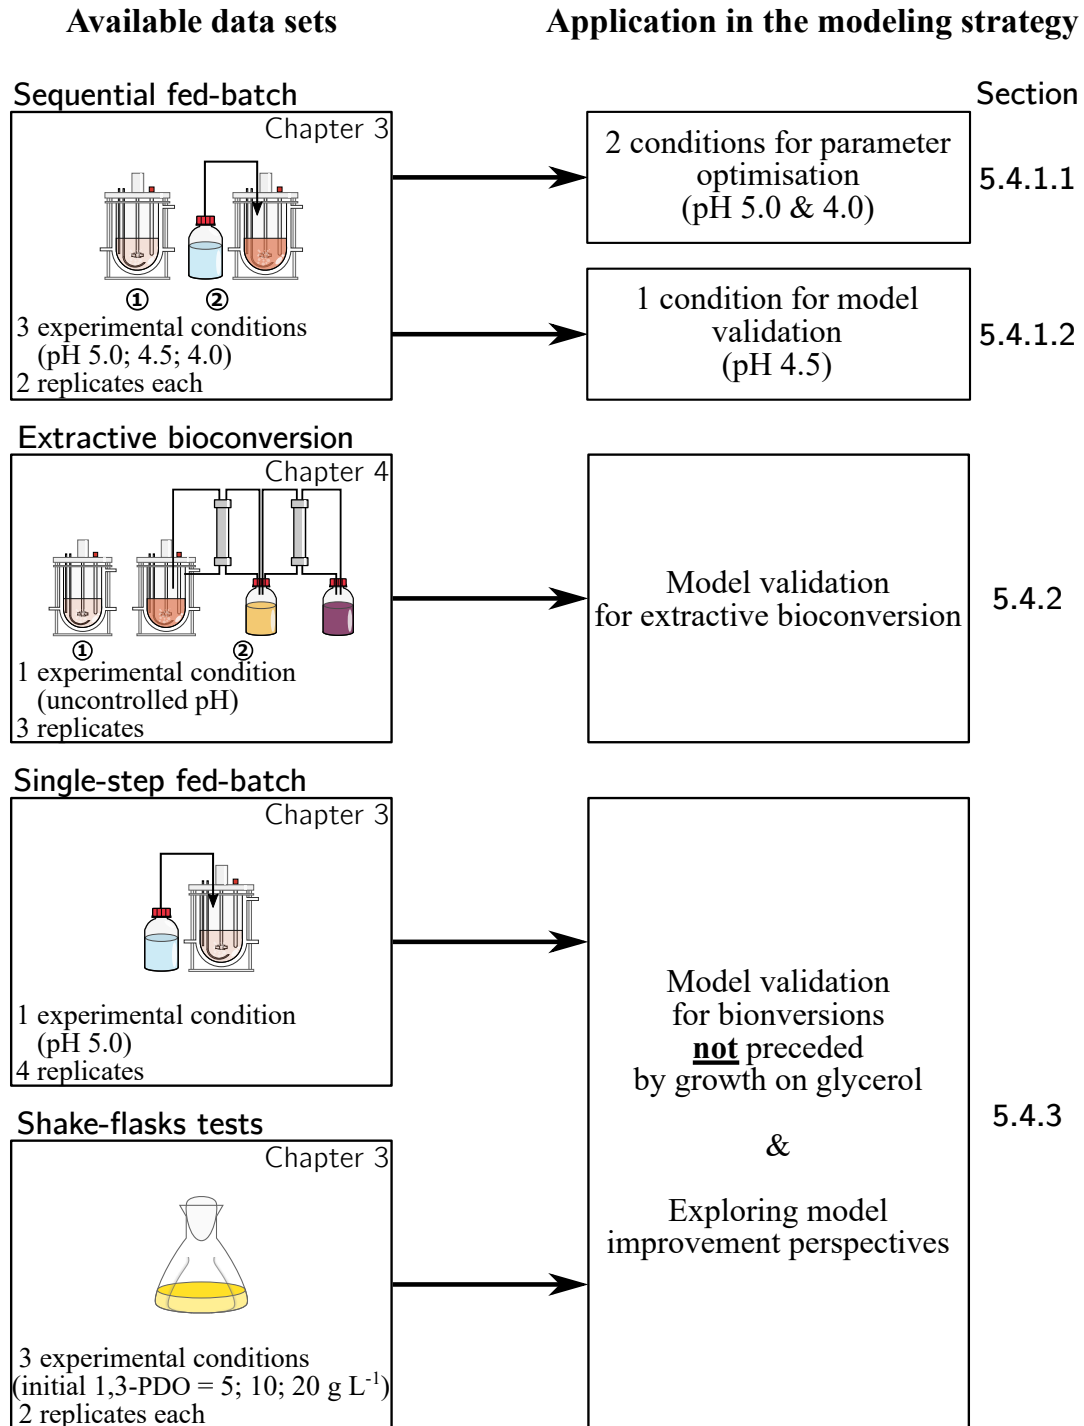 Available data sets
Application in the modeling strategy
Section
Sequential fed-batch
Chapter 3
① ②
3 experimental conditions
(pH 5.0; 4.5; 4.0)
2 replicates each
2 conditions for parameter
optimisation
(pH 5.0 & 4.0)
5.4.1.1
1 condition for model
validation
(pH 4.5)
5.4.1.2
Extractive bioconversion
Chapter 4
① ②
1 experimental condition
(uncontrolled pH)
3 replicates
Model validation
for extractive bioconversion
5.4.2
Single-step fed-batch
Chapter 3
1 experimental condition
(pH 5.0)
4 replicates
Shake-flasks tests
Chapter 3
3 experimental conditions
(initial 1,3-PDO = 5; 10; 20 g L⁻¹)
2 replicates each
Model validation
for bionversions
not preceded
by growth on glycerol
&
Exploring model
improvement perspectives
5.4.3